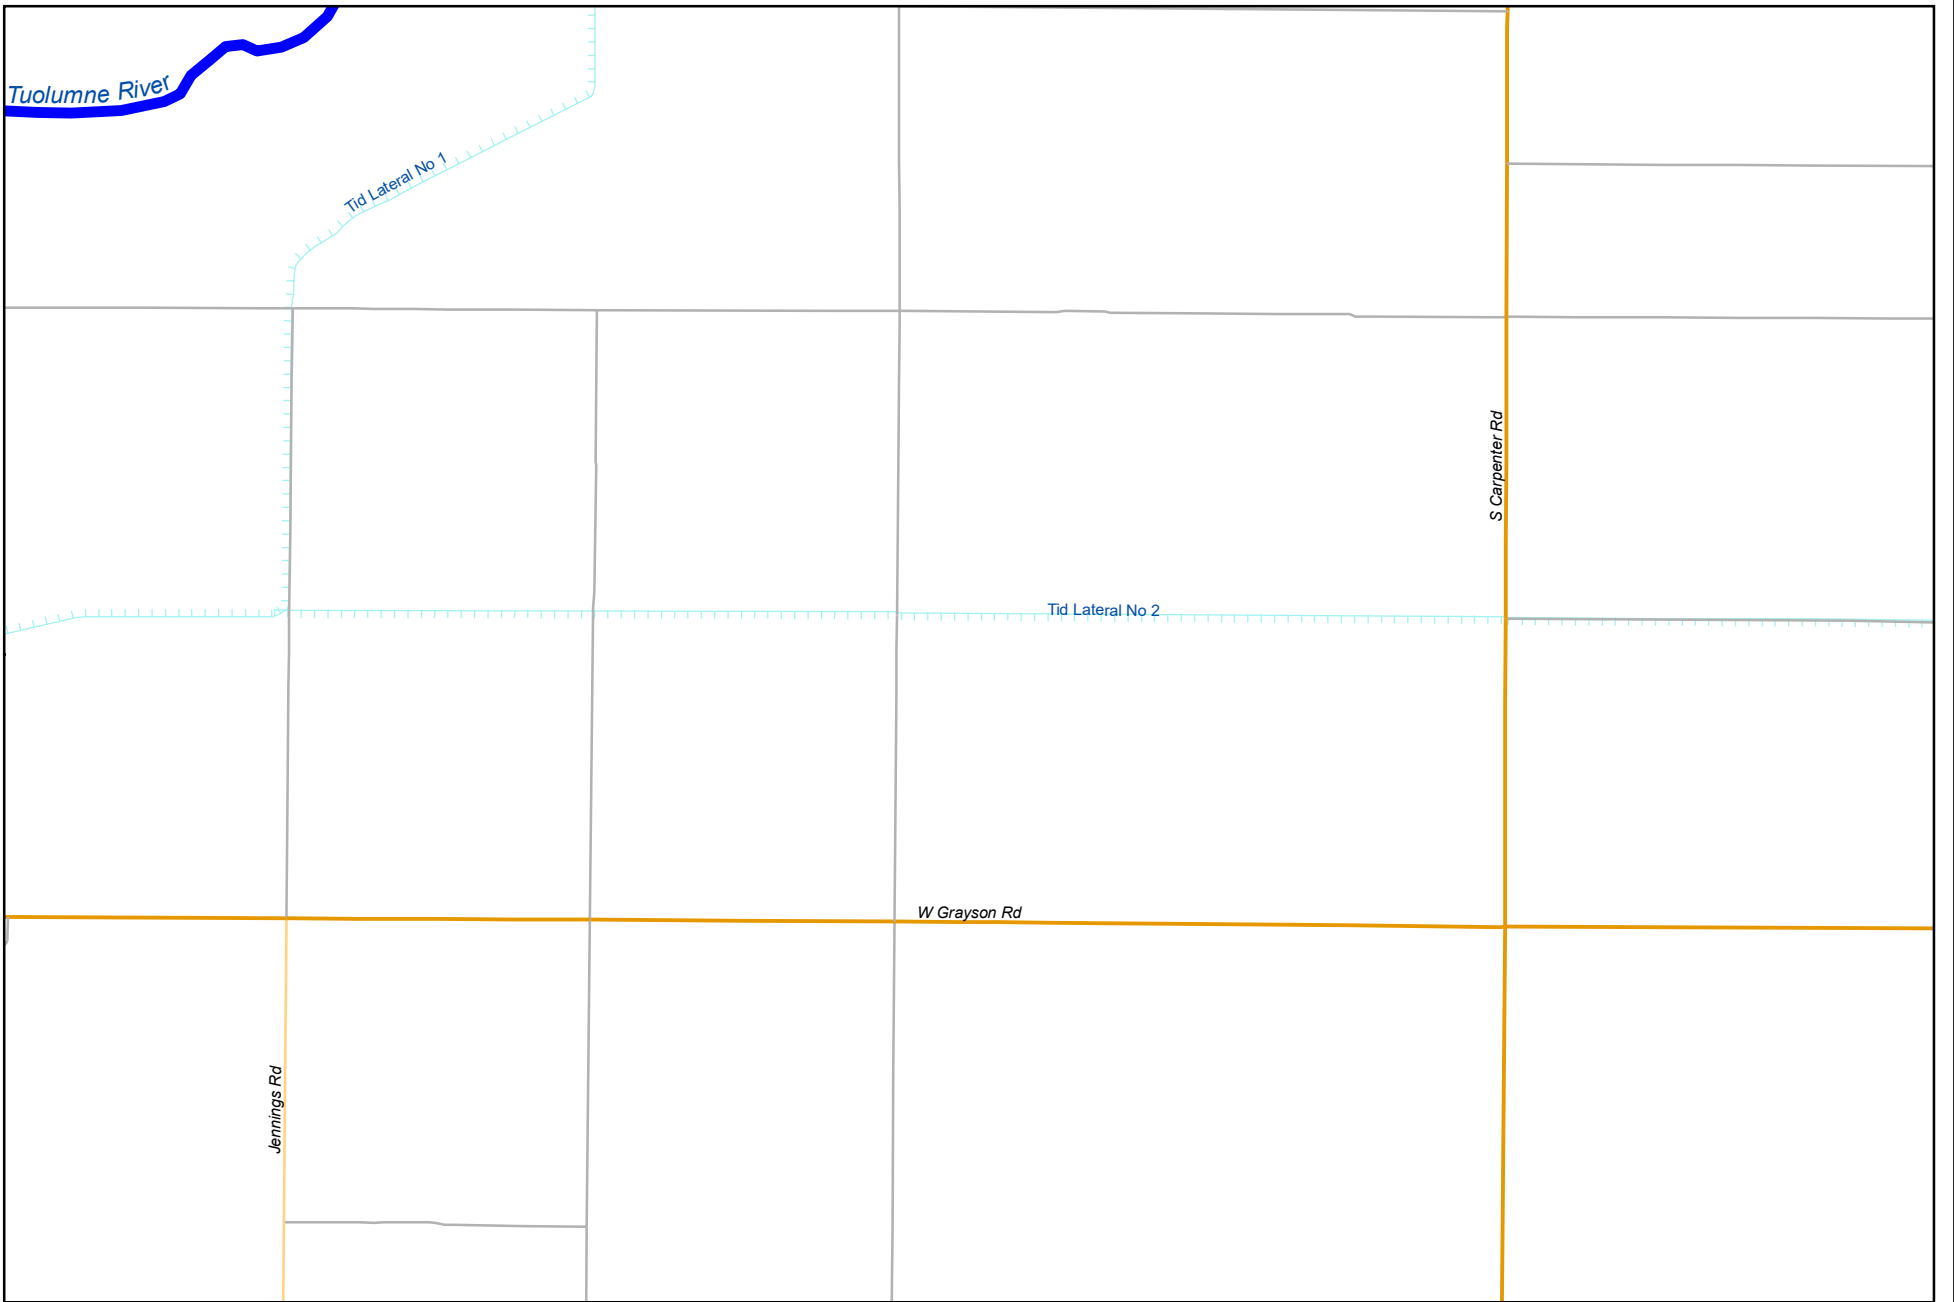 Tuolumne River
Tid Lateral No 1
S Carpenter Rd
Tid Lateral No 2
W Grayson Rd
Jennings Rd